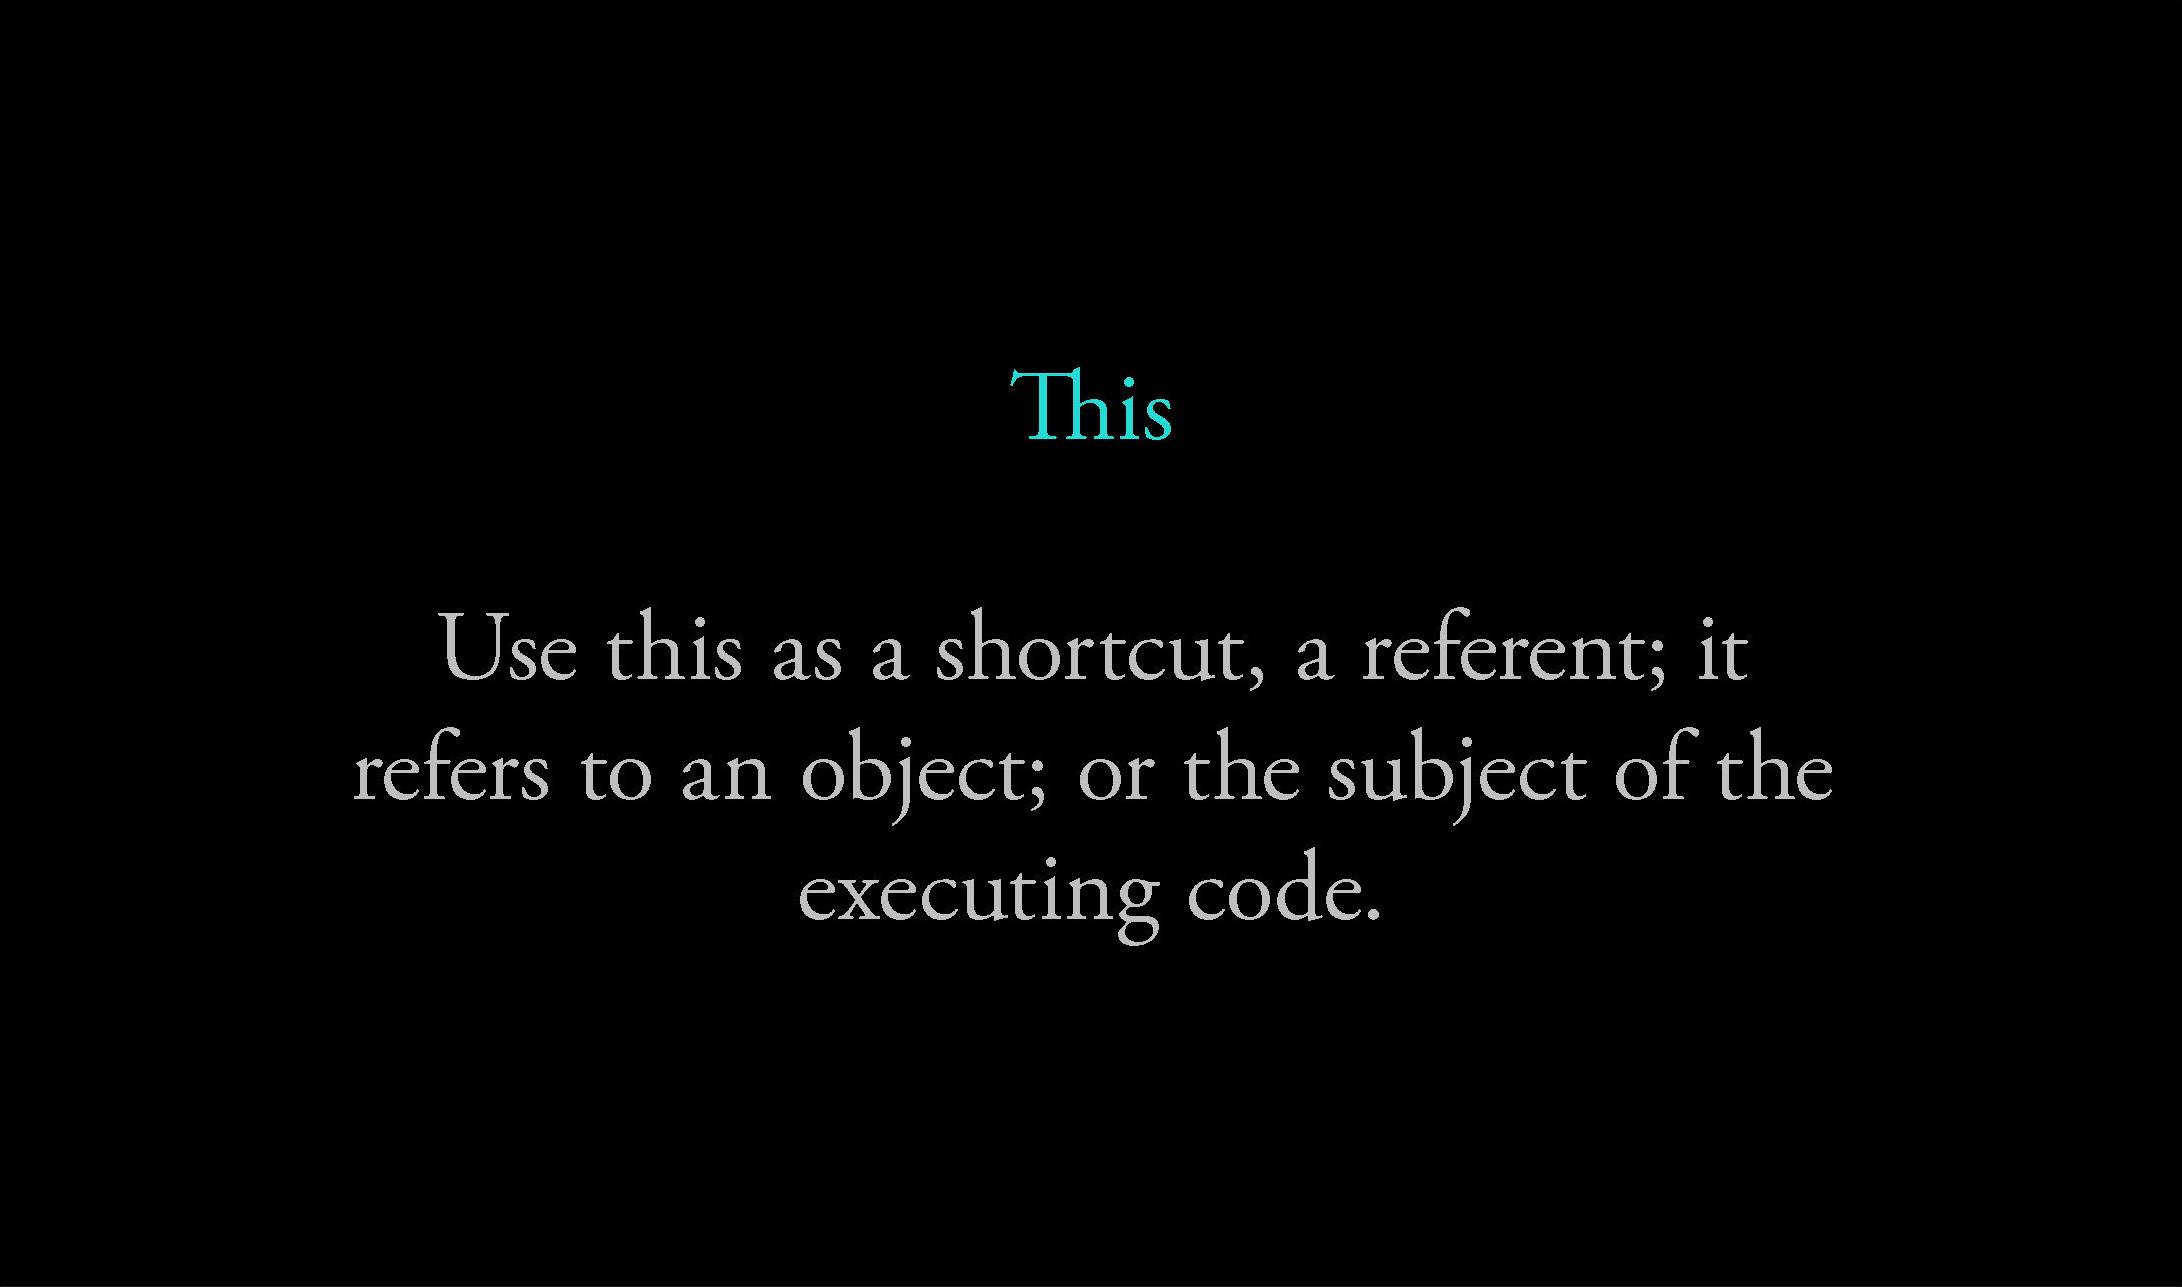 This
Use this as a shortcut, a referent; it
refers to an object; or the subject of the
executing code.